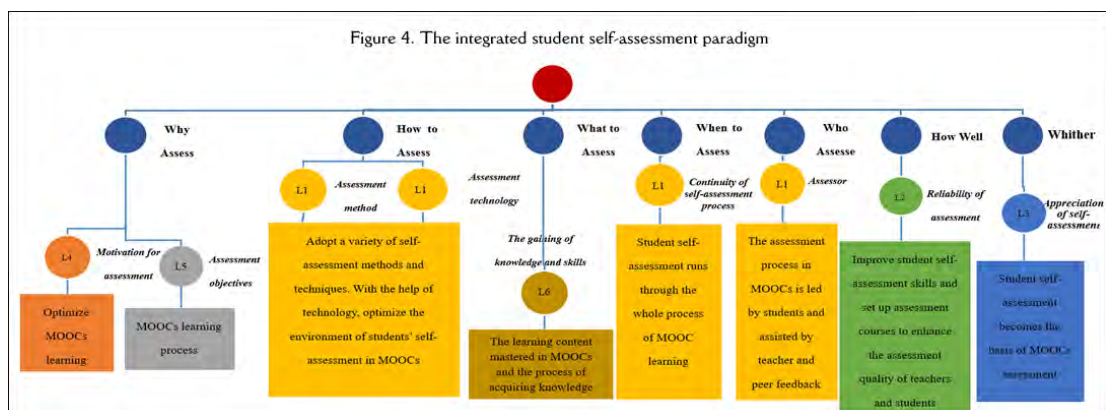 Figure 4. The integrated student self-assessment paradigm
Why
Assess
How to
Assess
What to
Assess
When to
Assess
Who
Assesse
How Well
Whither
L4
Motivation for
assessment
L5
Assessment
objectives
L1
Assessment
method
L1
Assessment
technology
The gaining of
knowledge and skills
L6
L1
Continuity of
self-assessment
process
L1
Assessor
L2
Reliability of
assessment
L3
Appreciation
of self-
assessment
Optimize
MOOCs
learning
MOOCs learning
process
Adopt a variety of self-
assessment methods and
techniques. With the help of
technology, optimize the
environment of students' self-
assessment in MOOCs
The learning content
mastered in MOOCs
and the process of
acquiring knowledge
Student self-
assessment runs
through the
whole process
of MOOC
learning
The
assessment
process in
MOOCs is led
by students and
assisted by
teacher and
peer feedback
Improve student self-
assessment skills and
set up assessment
courses to enhance
the assessment
quality of teachers
and students
Student self-
assessment
becomes the
basis of MOOCs
assessment